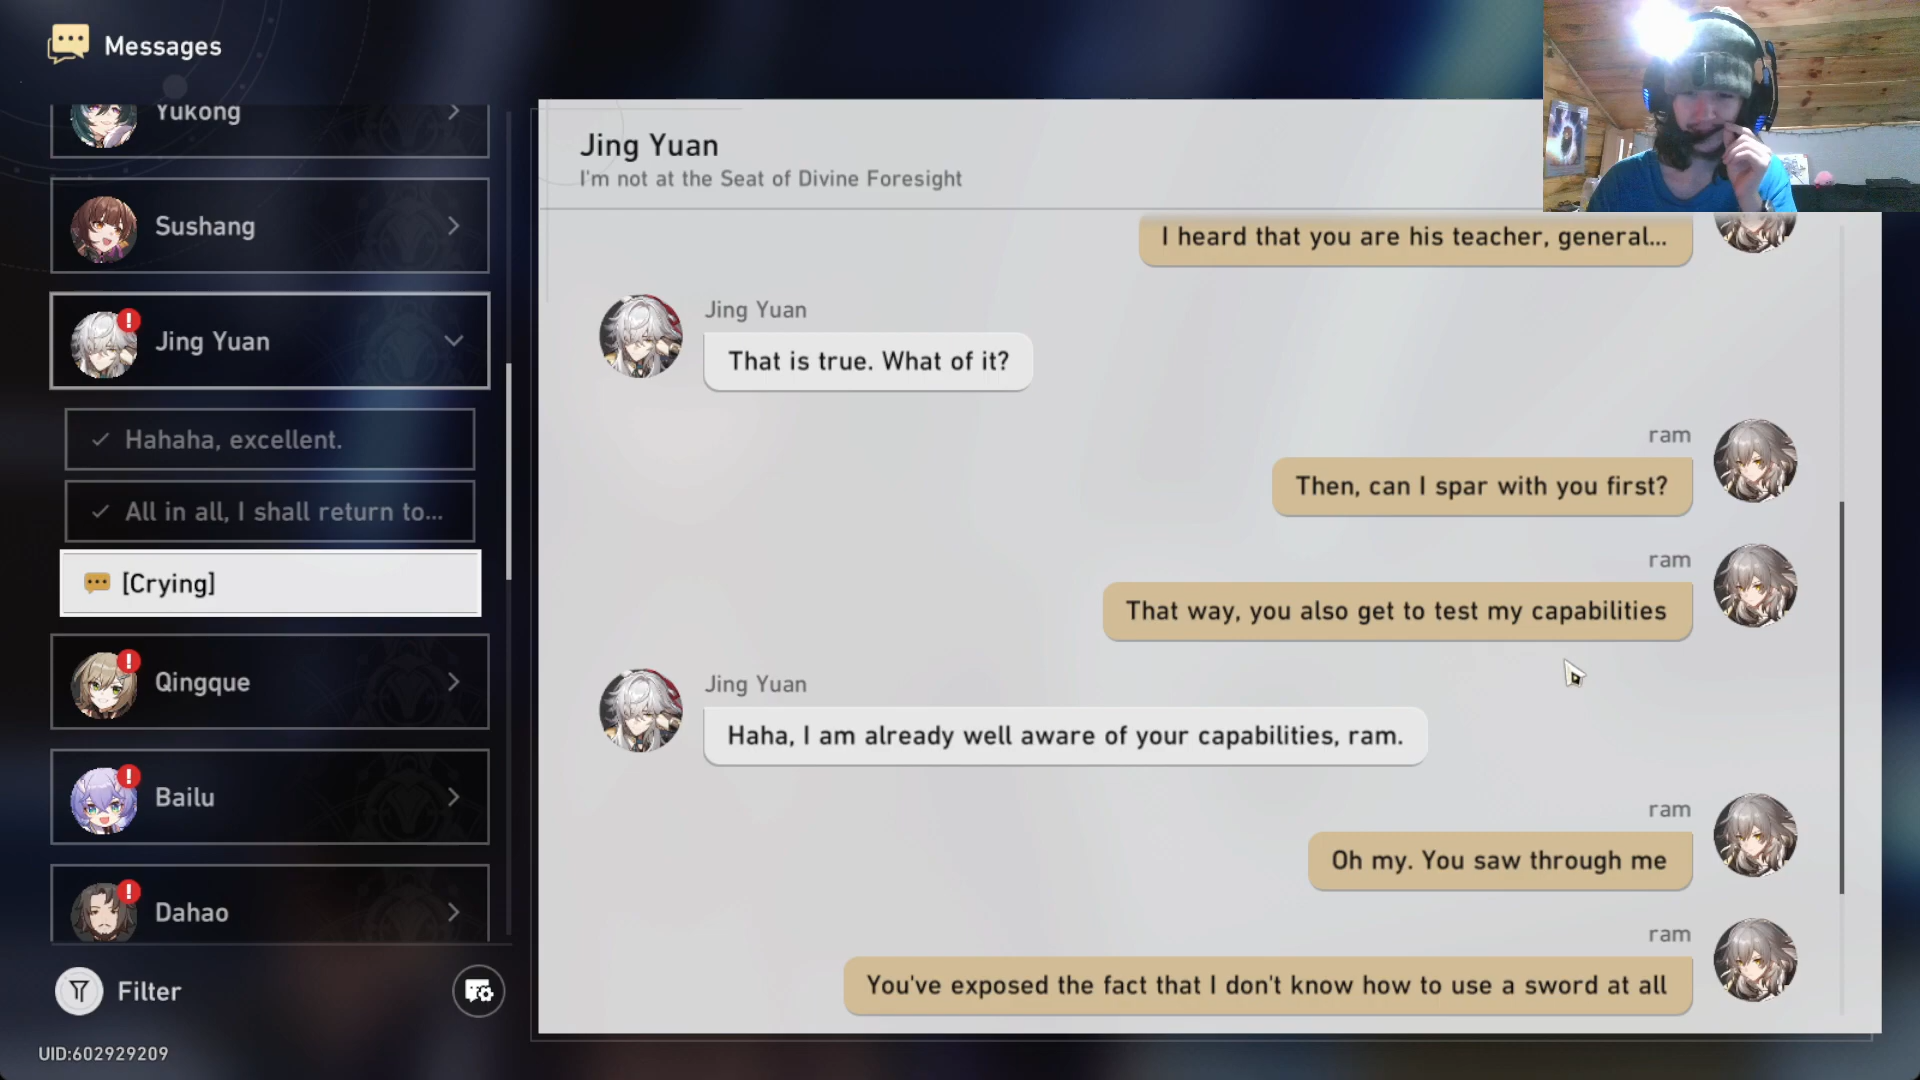 Messages
Yukong
Sushang
Jing Yuan
Hahaha, excellent.
All in all, I shall return to...
[Crying]
Qingque
Bailu
Dahao
Filter
UID:602929209
Jing Yuan
I'm not at the Seat of Divine Foresight
I heard that you are his teacher, general...
Jing Yuan
That is true. What of it?
ram
Then, can I spar with you first?
ram
That way, you also get to test my capabilities
Jing Yuan
Haha, I am already well aware of your capabilities, ram.
ram
Oh my. You saw through me
ram
You've exposed the fact that I don't know how to use a sword at all